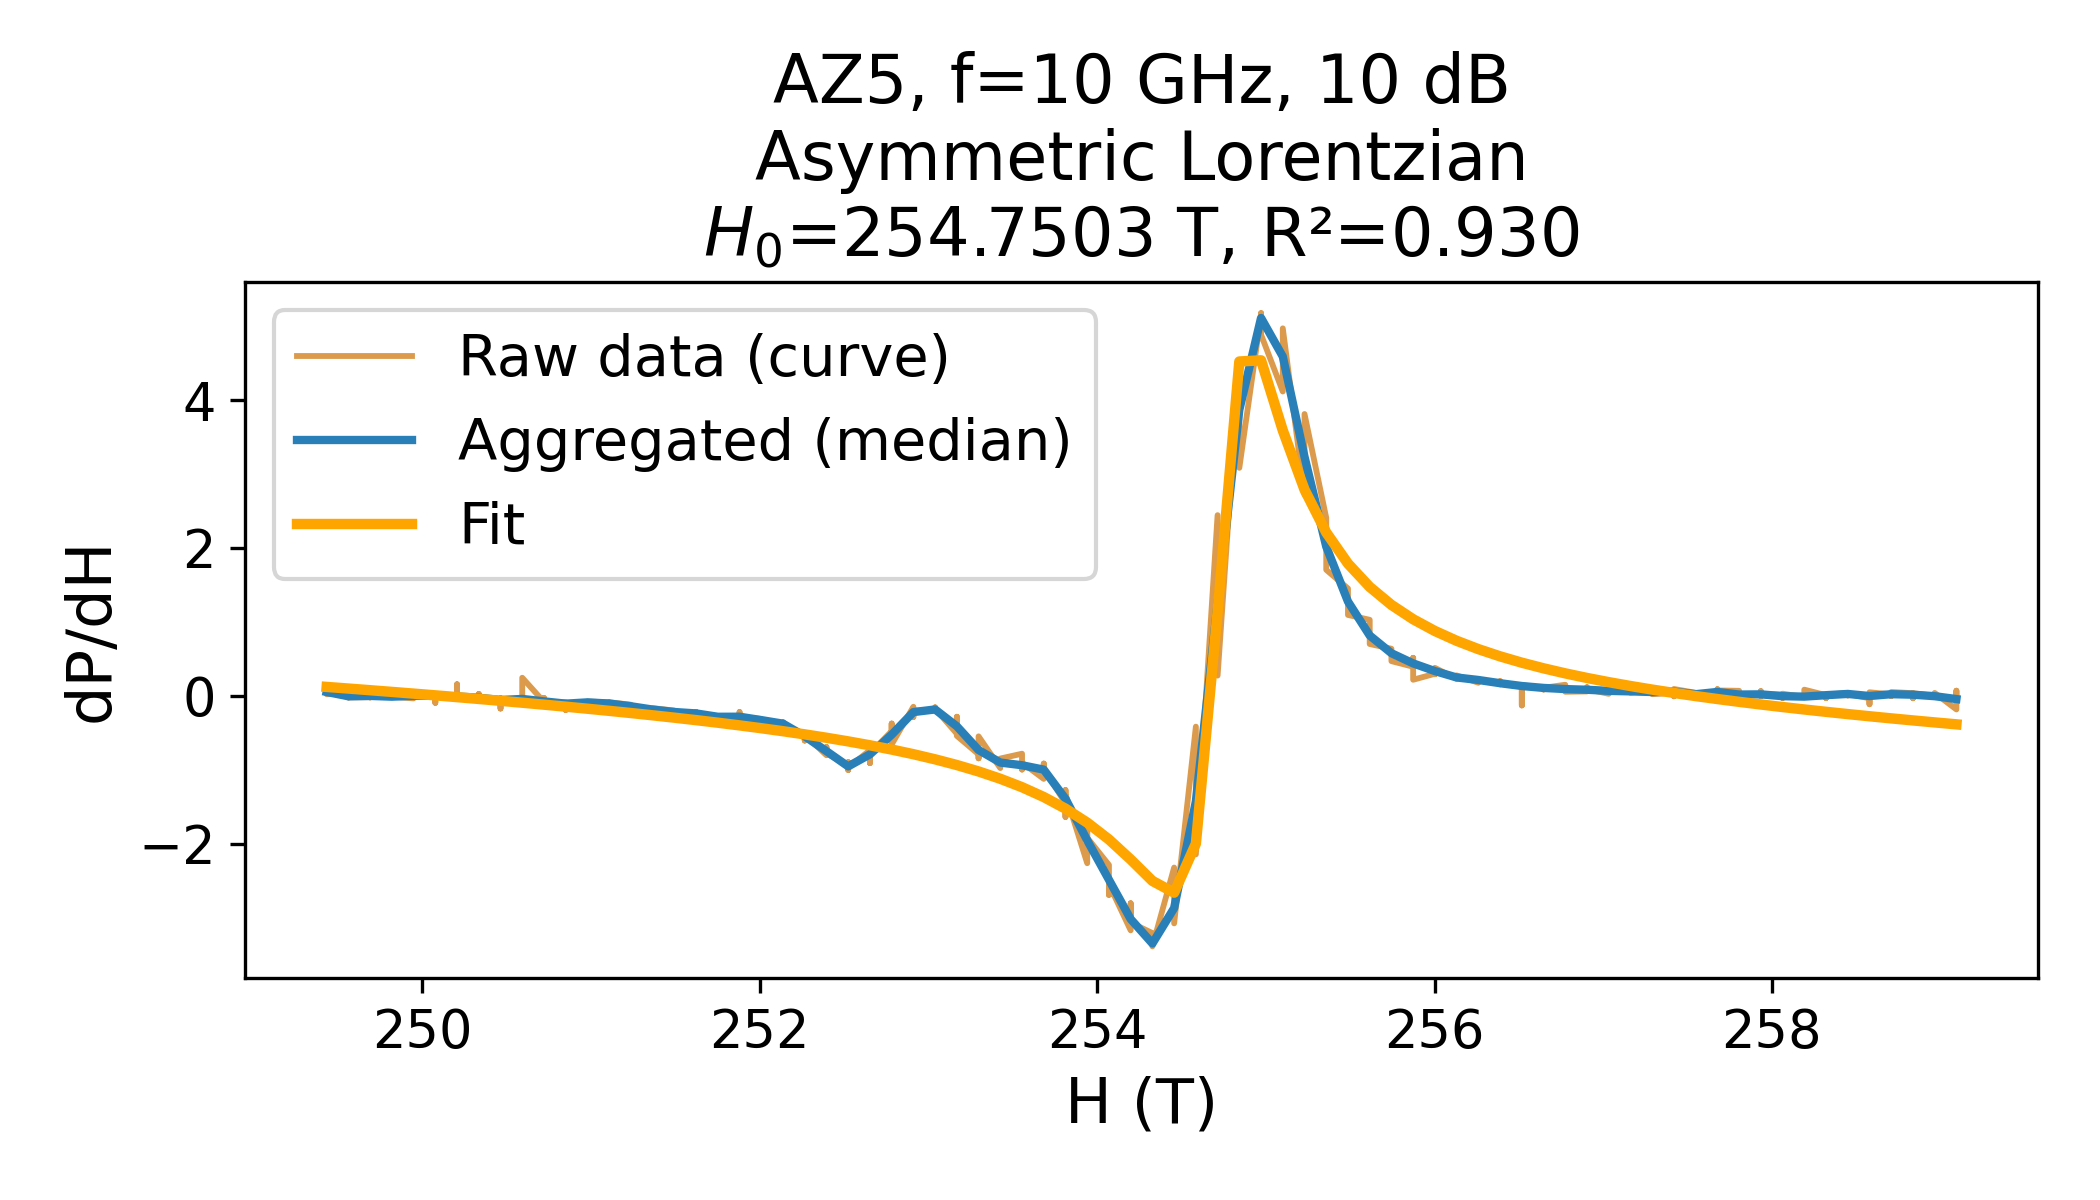 AZ5, f=10 GHz, 10 dB
Asymmetric Lorentzian
H₀=254.7503 T, R²=0.930
Raw data (curve)
Aggregated (median)
Fit
dP/dH
4
2
0
−2
250 252 254 256 258
H (T)